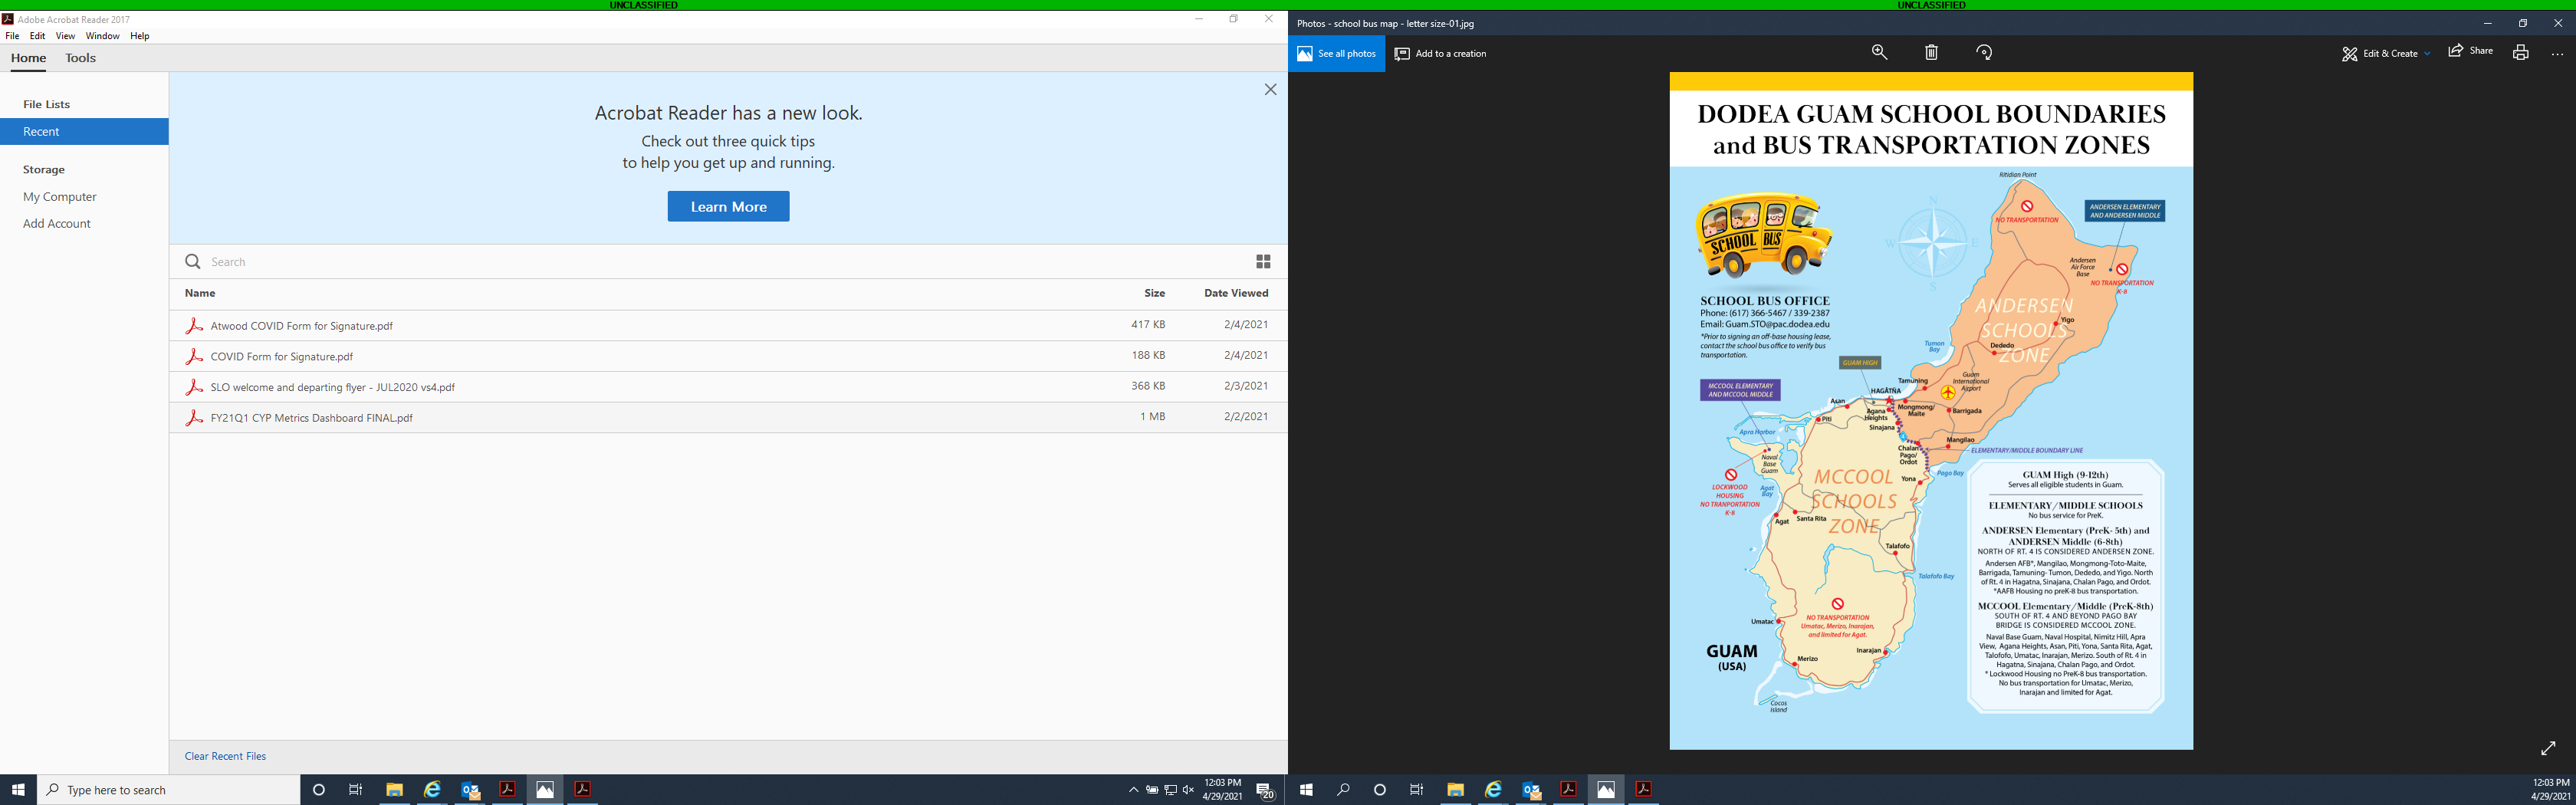 UNCLASSIFIED
Adobe Acrobat Reader 2017
File Edit View Window Help
Home Tools
File Lists
Recent
Storage
My Computer
Add Account
Acrobat Reader has a new look.
Check out three quick tips
to help you get up and running.
Learn More
Search
Name Size Date Viewed
Atwood COVID Form for Signature.pdf 417 KB 2/4/2021
COVID Form for Signature.pdf 188 KB 2/4/2021
SLO welcome and departing flyer - JUL2020 vs4.pdf 368 KB 2/3/2021
FY21Q1 CYP Metrics Dashboard FINAL.pdf 1 MB 2/2/2021
Clear Recent Files
Type here to search
12:03 PM
4/29/2021
20
UNCLASSIFIED
Photos - school bus map - letter size-01.jpg
See all photos
Add to a creation
Edit & Create
Share
DODEA GUAM SCHOOL BOUNDARIES
and BUS TRANSPORTATION ZONES
SCHOOL BUS
N
W E
S
SCHOOL BUS OFFICE
Phone: (617) 366-5467 / 339-2387
Email: Guam.STO@pac.dodea.edu
*Prior to signing an off-base housing lease,
contact the school bus office to verify bus
transportation.
Ritidian Point
NO TRANSPORTATION
ANDERSEN ELEMENTARY
AND ANDERSEN MIDDLE
Andersen
Air Force
Base
NO TRANSPORTATION
K-8
ANDERSEN
SCHOOLS
ZONE
Yigo
Dededo
Tumon
Bay
GUAM HIGH
Guam
International
Airport
Tamuning
MCCOOL ELEMENTARY
AND MCCOOL MIDDLE
HAGÅTÑA
Asan
Agana
Heights
Mongmong/
Maite
Barrigada
Piti
Sinajana
Apra Harbor
Mangilao
Chalan
Pago/
Ordot
ELEMENTARY/MIDDLE BOUNDARY LINE
Naval
Base
Guam
Pago Bay
MCCOOL
SCHOOLS
ZONE
Yona
LOCKWOOD
HOUSING
NO TRANPORTATION
K-8
Agat
Bay
Agat
Santa Rita
Talafofo
Talofofo Bay
NO TRANSPORTATION
Umatac, Merizo, Inarajan,
and limited for Agat.
Umatac
GUAM
(USA)
Merizo
Inarajan
Cocos
Island
GUAM High (9-12th)
Serves all eligible students in Guam.
ELEMENTARY/MIDDLE SCHOOLS
No bus service for PreK.
ANDERSEN Elementary (PreK- 5th) and
ANDERSEN Middle (6-8th)
NORTH OF RT. 4 IS CONSIDERED ANDERSEN ZONE.
Andersen AFB*, Mangilao, Mongmong-Toto-Maite,
Barrigada, Tamuning- Tumon, Dededo, and Yigo. North
of Rt. 4 in Hagatna, Sinajana, Chalan Pago, and Ordot.
*AAFB Housing no preK-8 bus transportation.
MCCOOL Elementary/Middle (PreK-8th)
SOUTH OF RT. 4 AND BEYOND PAGO BAY
BRIDGE IS CONSIDERED MCCOOL ZONE.
Naval Base Guam, Naval Hospital, Nimitz Hill, Apra
View, Agana Heights, Asan, Piti, Yona, Santa Rita, Agat,
Talofofo, Umatac, Inarajan, Merizo. South of Rt. 4 in
Hagatna, Sinajana, Chalan Pago, and Ordot.
* Lockwood Housing no PreK-8 bus transportation.
No bus transportation for Umatac, Merizo,
Inarajan and limited for Agat.
12:03 PM
4/29/2021